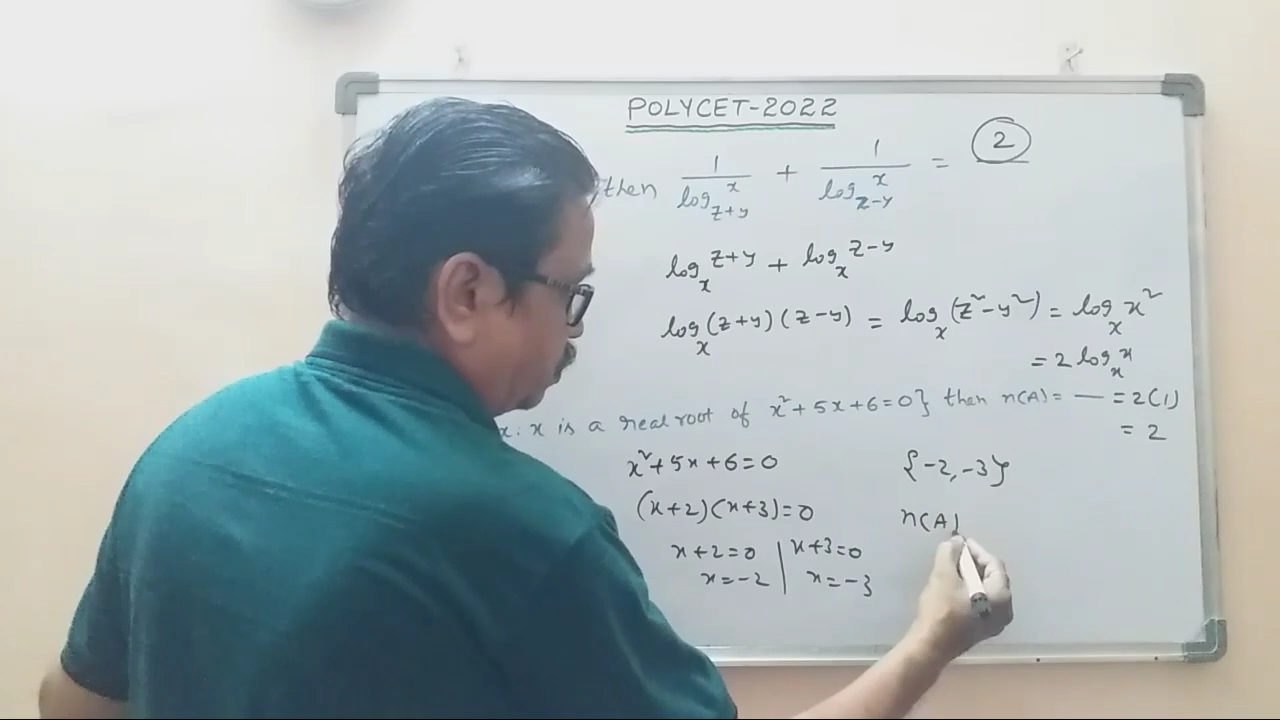 POLYCET-2022
then 1/log_{z+y} x + 1/log_{z-y} x = 2
log_x z+y + log_x z-y
log_x (z+y)(z-y) = log_x (z²-y²) = log_x x²
= 2 log_x x
x: x is a real root of x²+5x+6=0} then n(A)= — = 2(1)
= 2
x²+5x+6=0
(x+2)(x+3)=0
x+2=0 | x+3=0
x=-2 | x=-3
{-2,-3}
n(A)